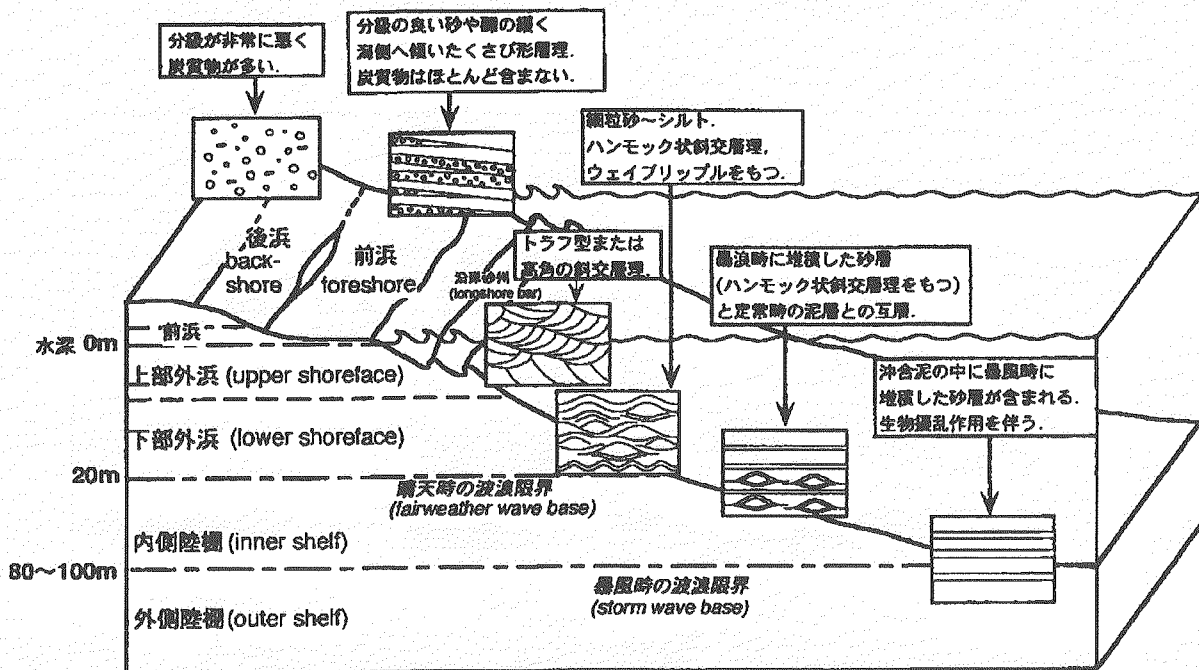 分級が非常に悪く
炭質物が多い.
分級の良い砂や礫の緩く
海側へ傾いたくさび形層理.
炭質物はほとんど含まない.
細粒砂～シルト.
ハンモック状斜交層理,
ウェイブリップルをもつ.
後浜
back-
shore
前浜
foreshore
トラフ型または
高角の斜交層理.
沿岸砂州
(longshore bar)
暴浪時に堆積した砂層
(ハンモック状斜交層理をもつ)
と定常時の泥層との互層.
前浜
水深 0m
上部外浜 (upper shoreface)
沖合泥の中に暴風時に
堆積した砂層が含まれる.
生物擾乱作用を伴う.
下部外浜 (lower shoreface)
20m
晴天時の波浪限界
(fairweather wave base)
内側陸棚 (inner shelf)
80～100m
暴風時の波浪限界
(storm wave base)
外側陸棚 (outer shelf)